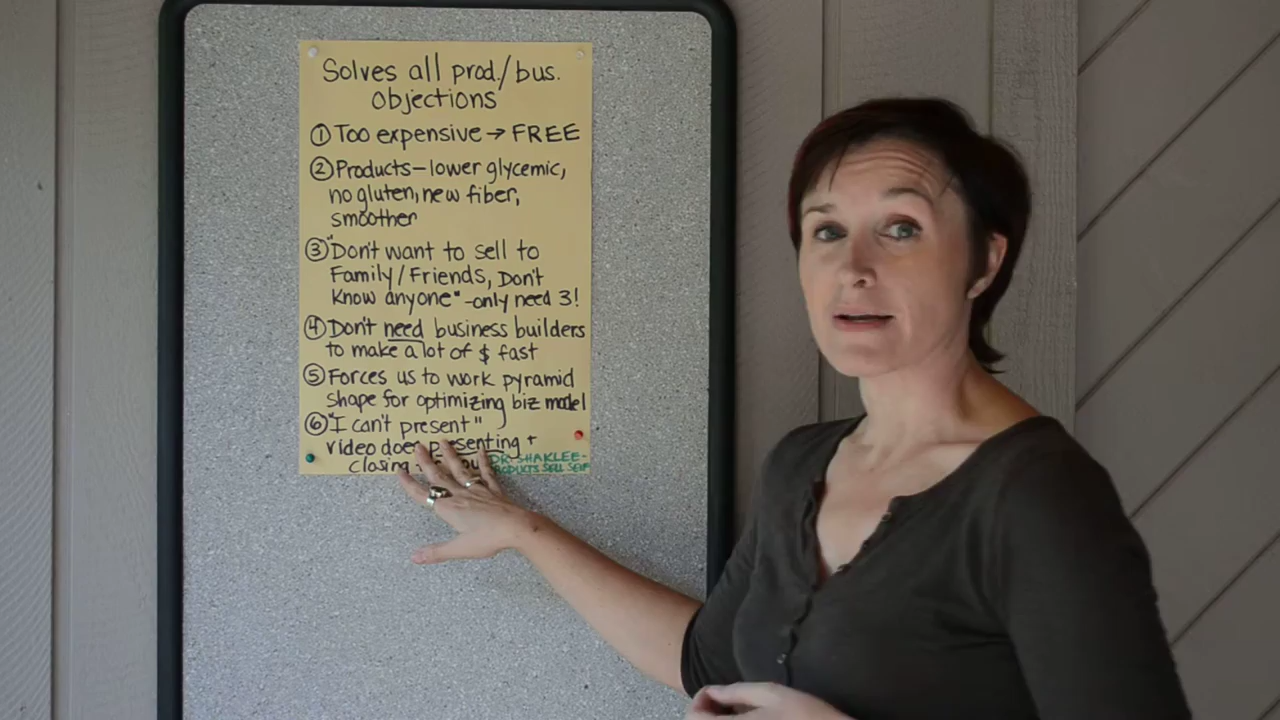 Solves all prod./bus.
objections
① Too expensive → FREE
② Products – lower glycemic,
no gluten, new fiber,
smoother
③ "Don't want to sell to
Family/Friends, Don't
Know anyone" - only need 3!
④ Don't need business builders
to make a lot of $ fast
⑤ Forces us to work pyramid
shape for optimizing biz model
⑥ "I can't present"
video does presenting +
closing
DR. SHAKLEE-
PRODUCTS SELL SELF